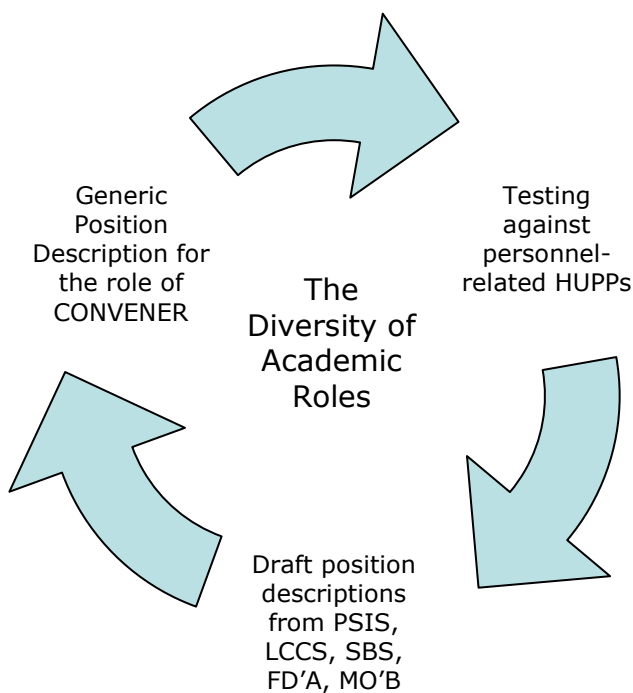 Generic
Position
Description for
the role of
CONVENER
Testing
against
personnel-
related HUPPs
The
Diversity of
Academic
Roles
Draft position
descriptions
from PSIS,
LCCS, SBS,
FD’A, MO’B